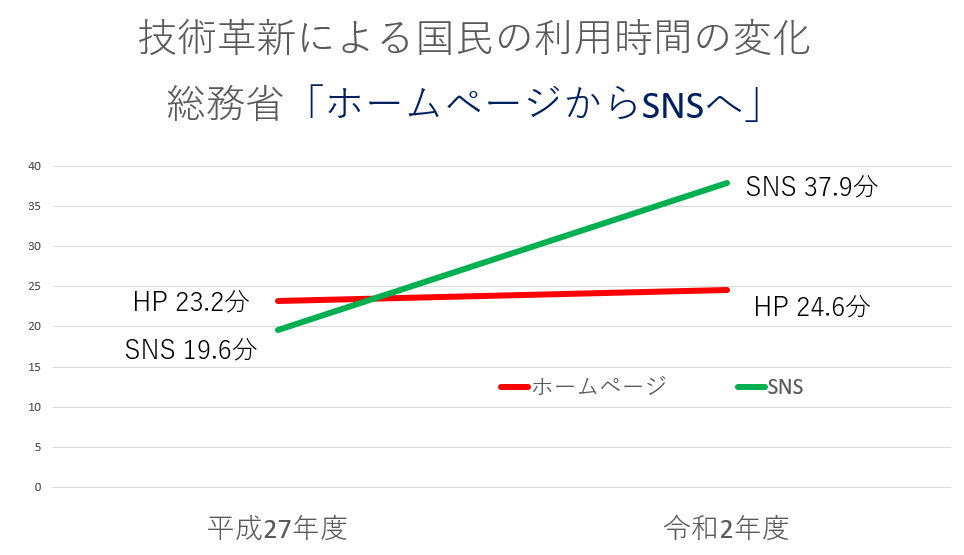 技術革新による国民の利用時間の変化
総務省「ホームページからSNSへ」
40
35
30
25
20
15
10
5
0
SNS 37.9分
HP 23.2分
HP 24.6分
SNS 19.6分
ホームページ SNS
平成27年度 令和2年度